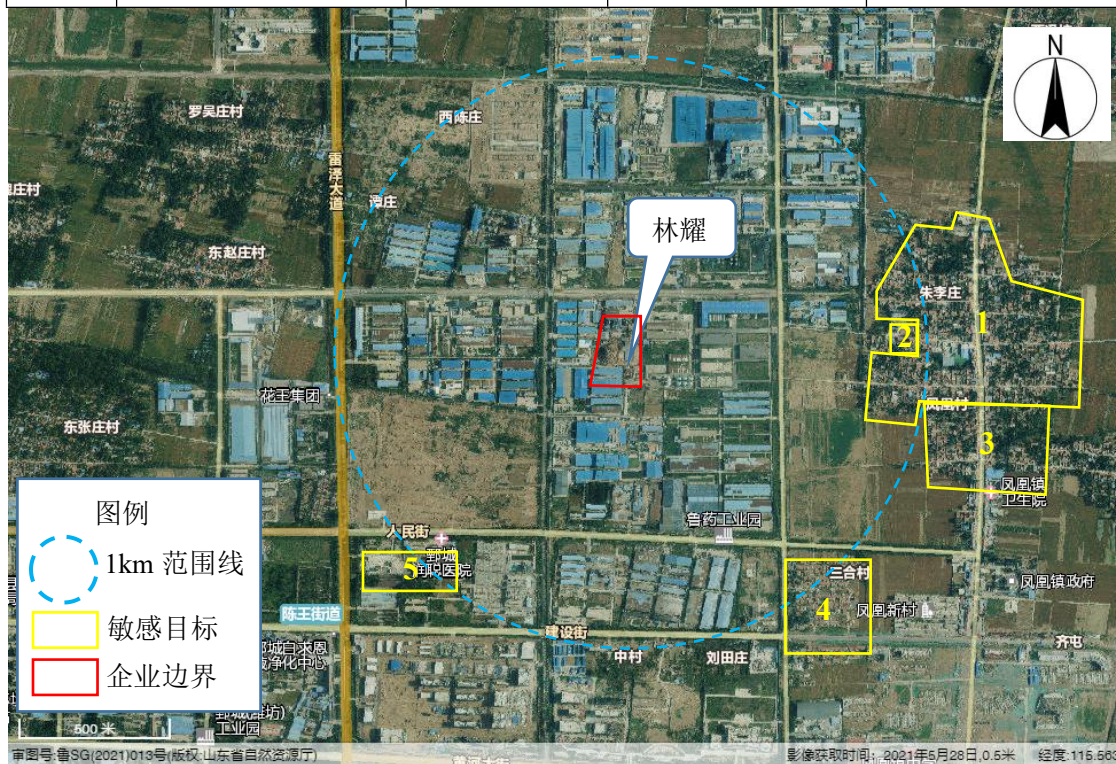 N
罗吴庄村
西陈庄
雷泽大道
潭庄
林耀
东赵庄村
朱李庄
1
2
花王集团
凤凰村
东张庄村
3
凤凰镇
卫生院
图例
1km 范围线
敏感目标
企业边界
鲁药工业园
人民街
鄄城
5
三合村
4
凤凰新村
凤凰镇政府
陈王街道
建设街
中村
刘田庄
齐屯
工业园
500 米
审图号:鲁SG(2021)013号(版权:山东省自然资源厅)
影像获取时间：2021年5月28日,0.5米
经度:115.563